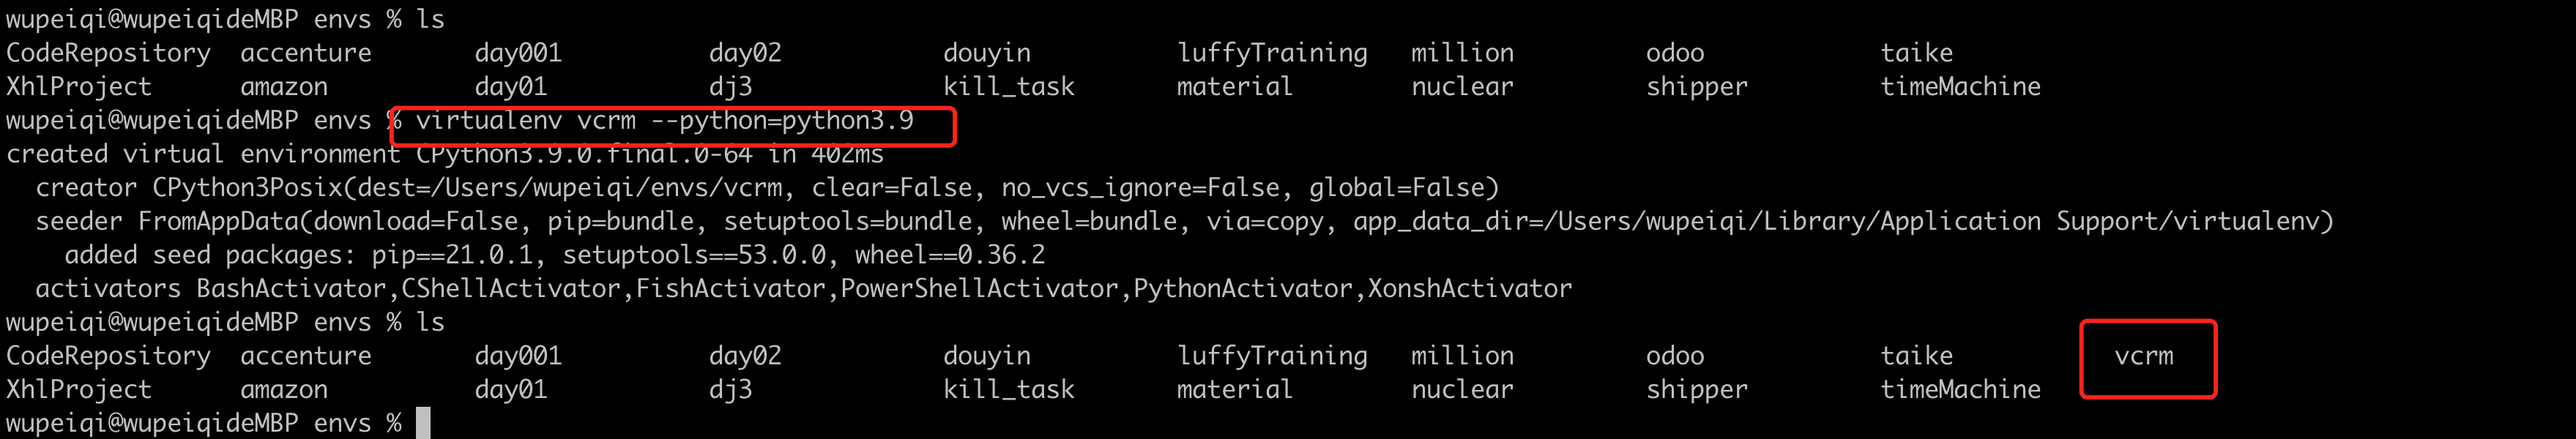 wupeiqi@wupeiqideMBP envs % ls
CodeRepository accenture day001 day02 douyin luffyTraining million odoo taike
XhlProject amazon day01 dj3 kill_task material nuclear shipper timeMachine
wupeiqi@wupeiqideMBP envs % virtualenv vcrm --python=python3.9
created virtual environment CPython3.9.0.final.0-64 in 402ms
creator CPython3Posix(dest=/Users/wupeiqi/envs/vcrm, clear=False, no_vcs_ignore=False, global=False)
seeder FromAppData(download=False, pip=bundle, setuptools=bundle, wheel=bundle, via=copy, app_data_dir=/Users/wupeiqi/Library/Application Support/virtualenv)
added seed packages: pip==21.0.1, setuptools==53.0.0, wheel==0.36.2
activators BashActivator,CShellActivator,FishActivator,PowerShellActivator,PythonActivator,XonshActivator
wupeiqi@wupeiqideMBP envs % ls
CodeRepository accenture day001 day02 douyin luffyTraining million odoo taike vcrm
XhlProject amazon day01 dj3 kill_task material nuclear shipper timeMachine
wupeiqi@wupeiqideMBP envs %